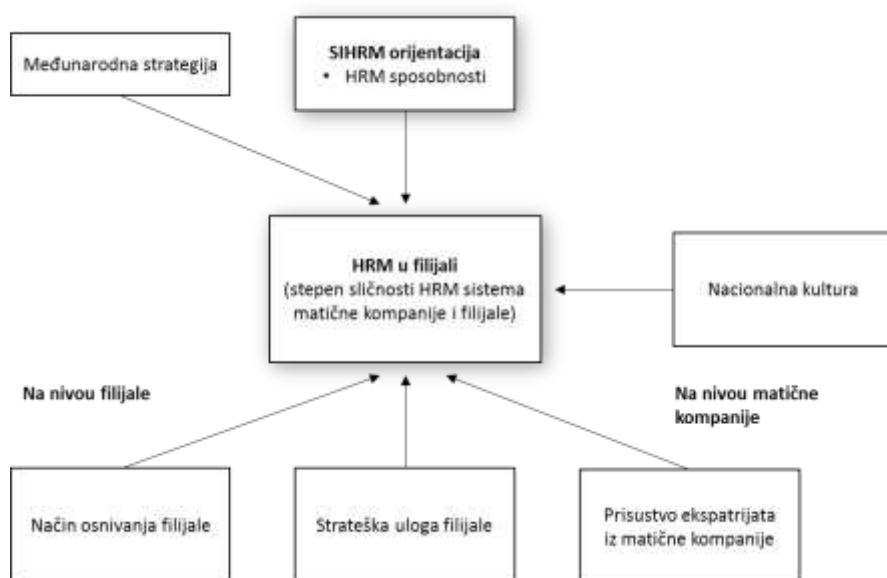 Međunarodna strategija
SIHRM orijentacija
• HRM sposobnosti
HRM u filijali
(stepen sličnosti HRM sistema
matične kompanije i filijale)
Nacionalna kultura
Na nivou filijale
Na nivou matične
kompanije
Način osnivanja filijale
Strateška uloga filijale
Prisustvo ekspatrijata
iz matične kompanije